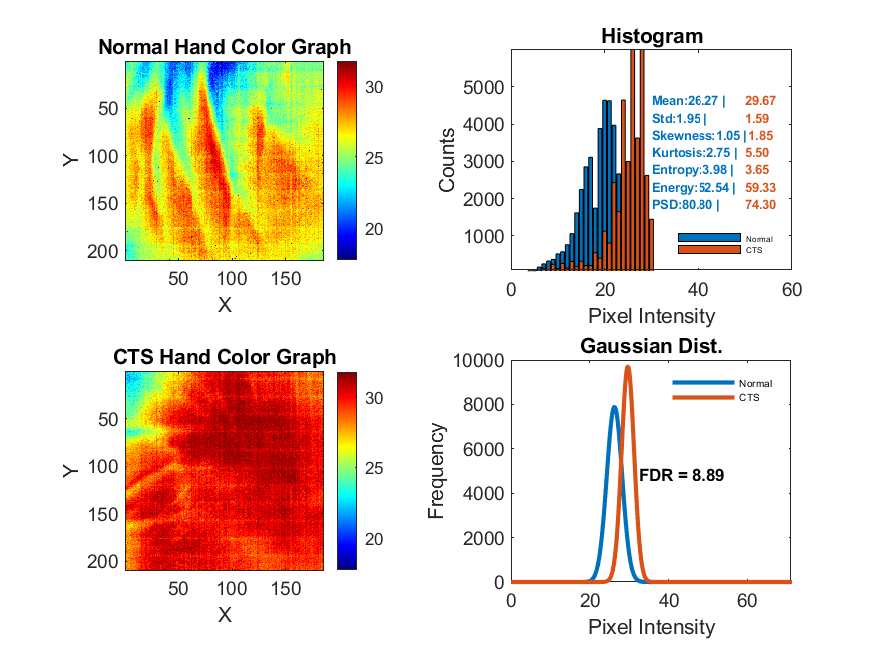 Normal Hand Color Graph
Y
50
100
150
200
50
100
150
X
30
25
20
Histogram
Counts
5000
4000
3000
2000
1000
0
20
40
60
Pixel Intensity
Mean:26.27 | 29.67
Std:1.95 | 1.59
Skewness:1.05 | 1.85
Kurtosis:2.75 | 5.50
Entropy:3.98 | 3.65
Energy:52.54 | 59.33
PSD:80.80 | 74.30
Normal
CTS
CTS Hand Color Graph
Y
50
100
150
200
50
100
150
X
30
25
20
Gaussian Dist.
Frequency
10000
8000
6000
4000
2000
0
0
20
40
60
Pixel Intensity
Normal
CTS
FDR = 8.89